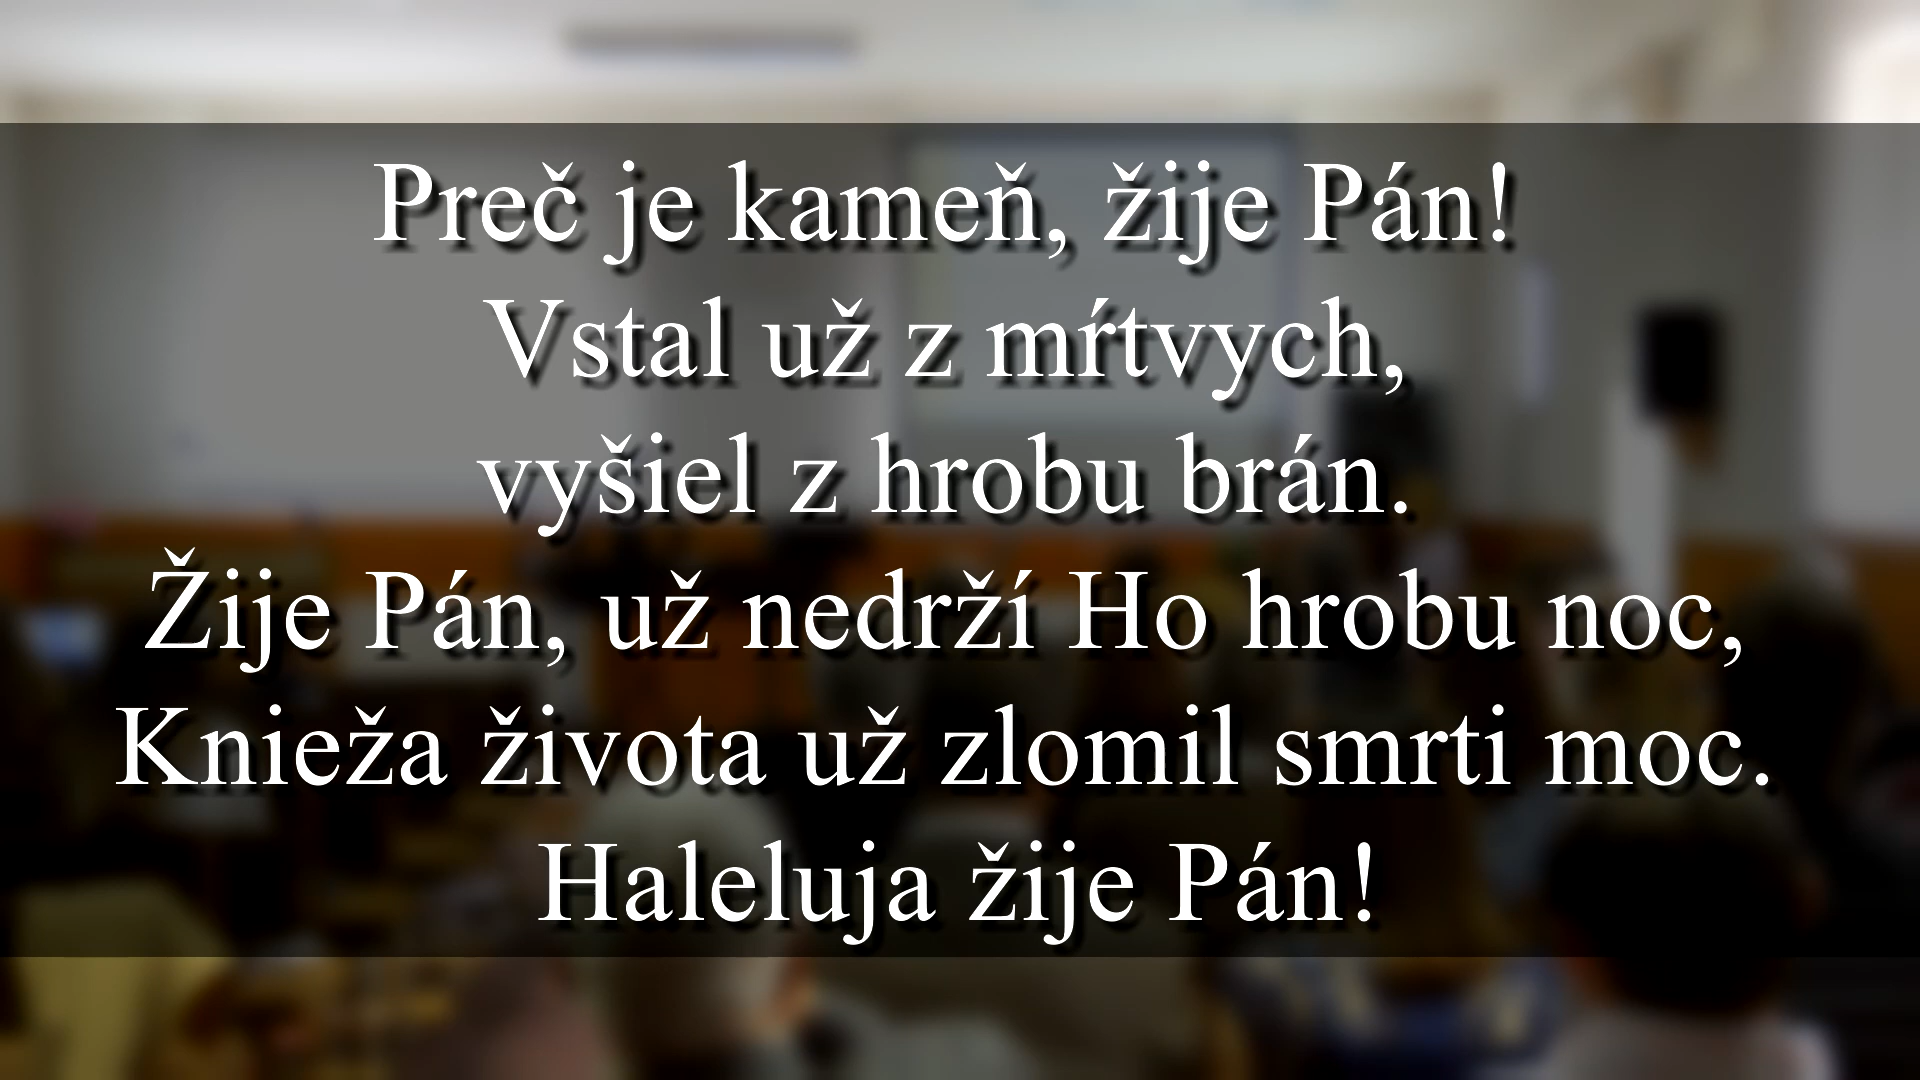 Preč je kameň, žije Pán!
Vstal už z mŕtvych,
vyšiel z hrobu brán.
Žije Pán, už nedrží Ho hrobu noc,
Knieža života už zlomil smrti moc.
Haleluja žije Pán!